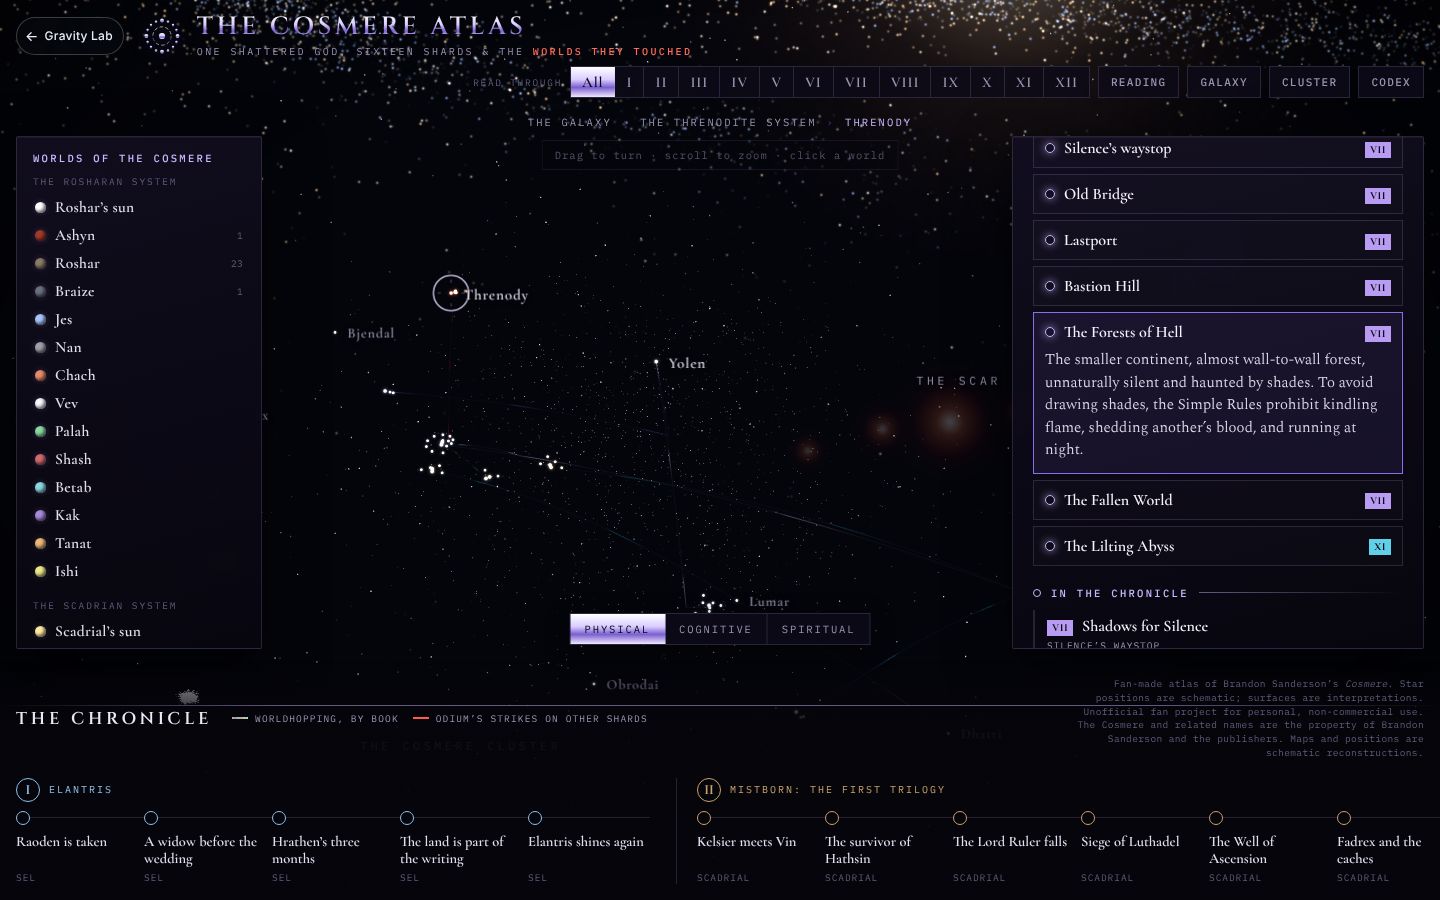 ← Gravity Lab
THE COSMERE ATLAS
ONE SHATTERED GOD, SIXTEEN SHARDS & THE WORLDS THEY TOUCHED
READ THROUGH All I II III IV V VI VII VIII IX X XI XII READING GALAXY CLUSTER CODEX
THE GALAXY · THE THRENODITE SYSTEM · THRENODY
Drag to turn · scroll to zoom · click a world
WORLDS OF THE COSMERE
THE ROSHARAN SYSTEM
Roshar’s sun
Ashyn 1
Roshar 23
Braize 1
Jes
Nan
Chach
Vev
Palah
Shash
Betab
Kak
Tanat
Ishi
THE SCADRIAN SYSTEM
Scadrial’s sun
Threnody
Bjendal
Yolen
THE SCAR
x
Lumar
PHYSICAL COGNITIVE SPIRITUAL
Obrodai
Dhatri
THE COSMERE CLUSTER
Silence’s waystop VII
Old Bridge VII
Lastport VII
Bastion Hill VII
The Forests of Hell VII
The smaller continent, almost wall-to-wall forest,
unnaturally silent and haunted by shades. To avoid
drawing shades, the Simple Rules prohibit kindling
flame, shedding another’s blood, and running at
night.
The Fallen World VII
The Lilting Abyss XI
IN THE CHRONICLE
VII Shadows for Silence
SILENCE’S WAYSTOP
Fan-made atlas of Brandon Sanderson’s Cosmere. Star
positions are schematic; surfaces are interpretations.
Unofficial fan project for personal, non-commercial use.
The Cosmere and related names are the property of Brandon
Sanderson and the publishers. Maps and positions are
schematic reconstructions.
THE CHRONICLE WORLDHOPPING, BY BOOK ODIUM’S STRIKES ON OTHER SHARDS
I ELANTRIS
Raoden is taken
SEL
A widow before the
wedding
SEL
Hrathen’s three
months
SEL
The land is part of
the writing
SEL
Elantris shines again
SEL
II MISTBORN: THE FIRST TRILOGY
Kelsier meets Vin
SCADRIAL
The survivor of
Hathsin
SCADRIAL
The Lord Ruler falls
SCADRIAL
Siege of Luthadel
SCADRIAL
The Well of
Ascension
SCADRIAL
Fadrex and the
caches
SCADRIAL